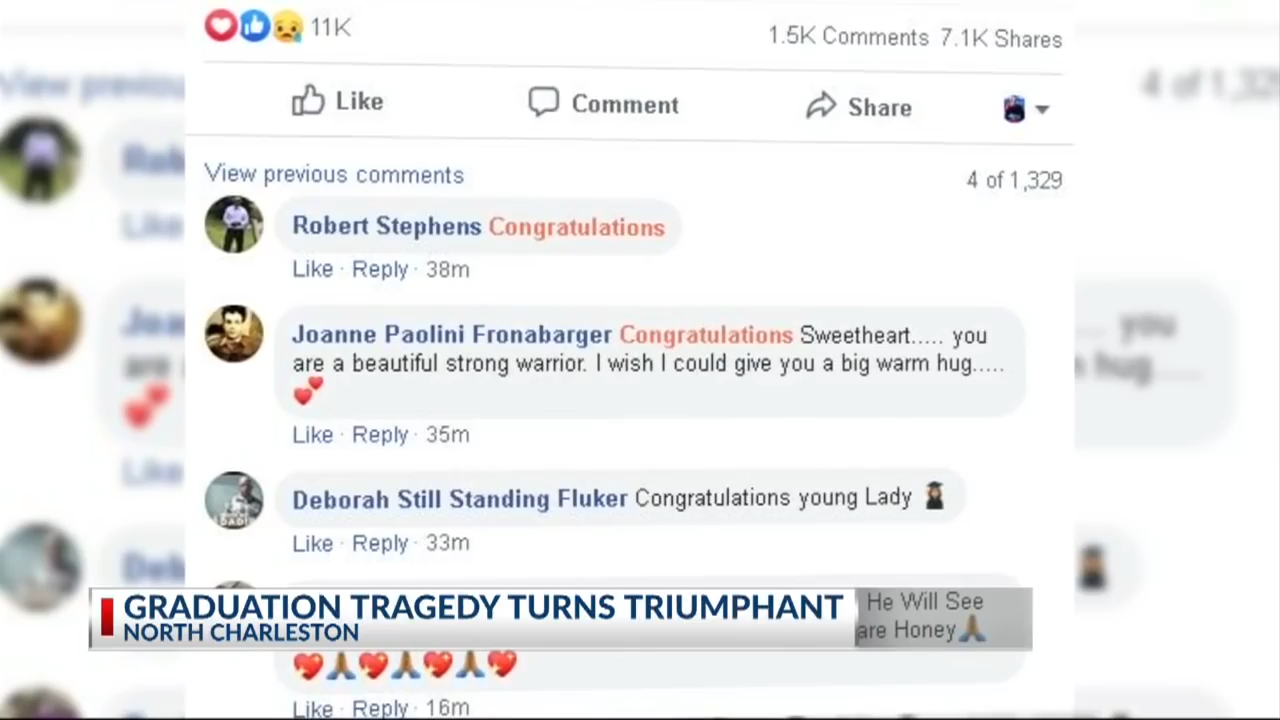 11K
1.5K Comments 7.1K Shares
Like
Comment
Share
View previous comments
4 of 1,329
Robert Stephens Congratulations
Like · Reply · 38m
Joanne Paolini Fronabarger Congratulations Sweetheart..... you
are a beautiful strong warrior. I wish I could give you a big warm hug.....
💕
Like · Reply · 35m
Deborah Still Standing Fluker Congratulations young Lady 👩🏾‍🎓
Like · Reply · 33m
He Will See
are Honey🙏🏾
GRADUATION TRAGEDY TURNS TRIUMPHANT
NORTH CHARLESTON
💖🙏🏾💖🙏🏾💖🙏🏾💖
Like · Reply · 16m